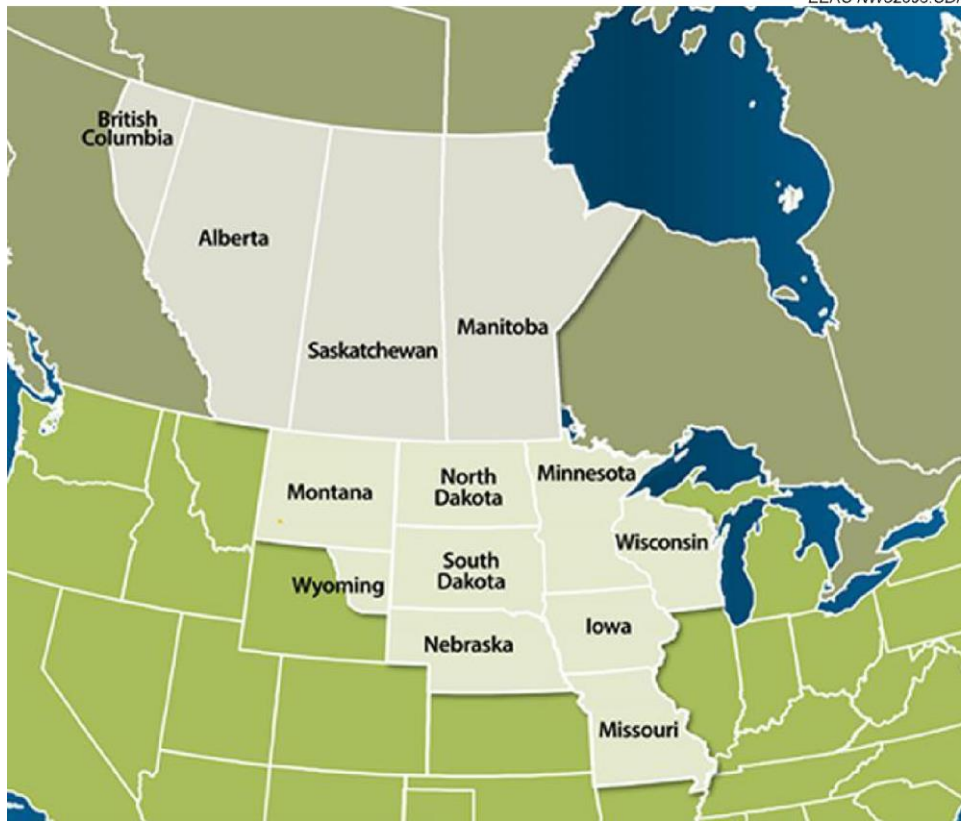 British
Columbia
Alberta
Saskatchewan
Manitoba
Montana
North
Dakota
Minnesota
Wyoming
South
Dakota
Wisconsin
Nebraska
Iowa
Missouri